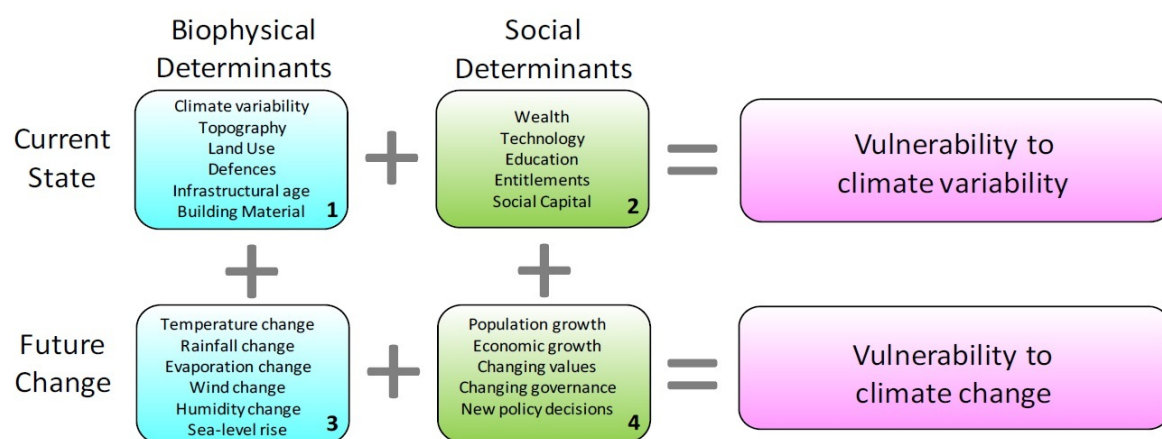 Biophysical
Determinants
Social
Determinants
Current
State
Climate variability
Topography
Land Use
Defences
Infrastructural age
Building Material
1
+
Wealth
Technology
Education
Entitlements
Social Capital
2
=
Vulnerability to
climate variability
+
+
Future
Change
Temperature change
Rainfall change
Evaporation change
Wind change
Humidity change
Sea-level rise
3
+
Population growth
Economic growth
Changing values
Changing governance
New policy decisions
4
=
Vulnerability to
climate change